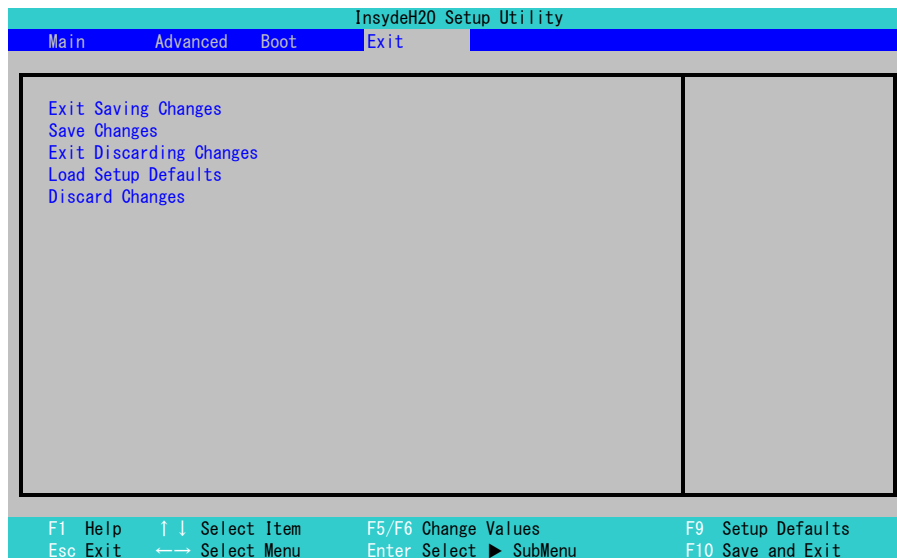 InsydeH2O Setup Utility
Main Advanced Boot Exit
Exit Saving Changes
Save Changes
Exit Discarding Changes
Load Setup Defaults
Discard Changes
F1 Help ↑↓ Select Item F5/F6 Change Values F9 Setup Defaults
Esc Exit ←→ Select Menu Enter Select ▶ SubMenu F10 Save and Exit